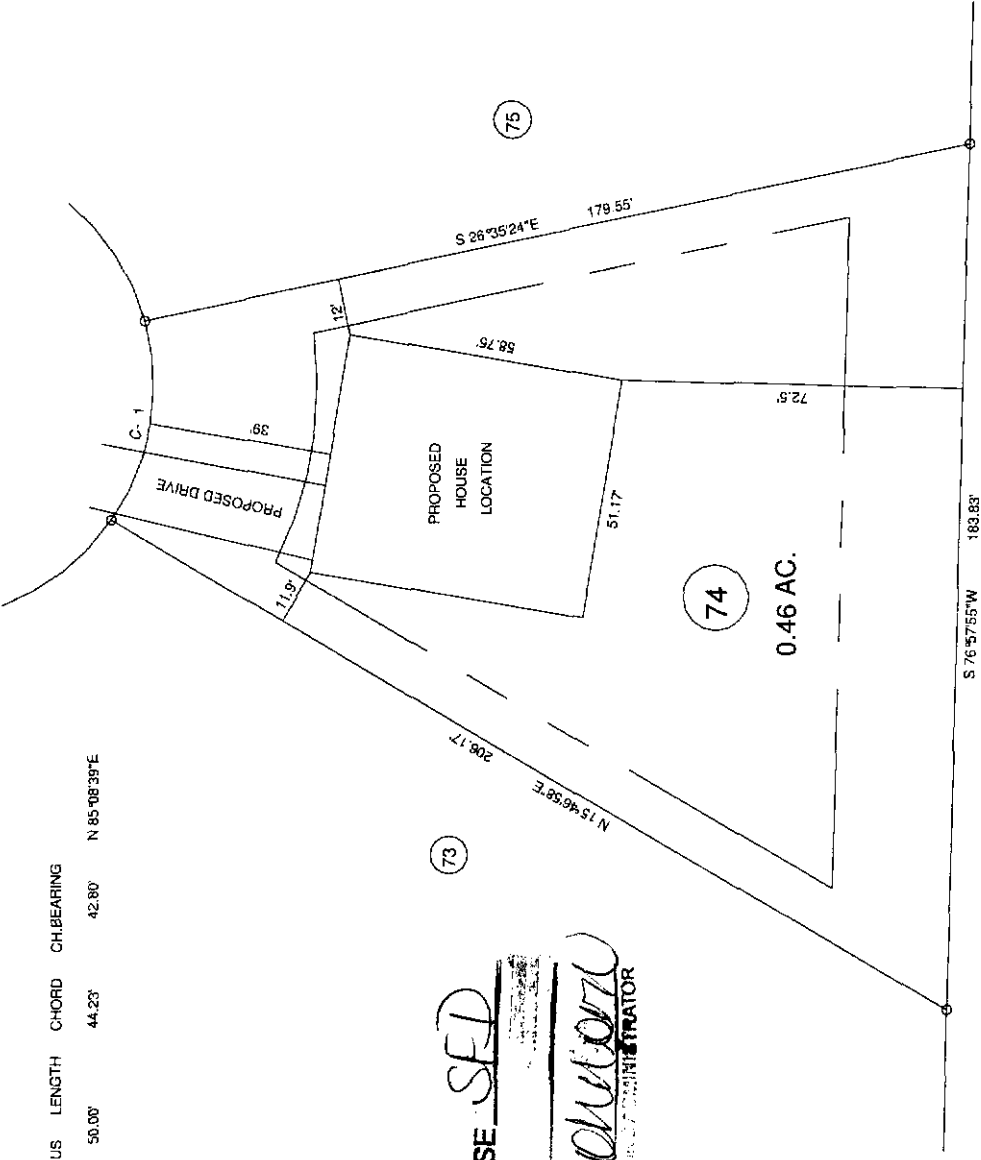 US LENGTH CHORD CH.BEARING
50.00' 44.23' 42.80' N 85°08'39"E
C- 1
PROPOSED DRIVE
39'
12'
11.9'
S 26°35'24"E 179.55'
75
PROPOSED
HOUSE
LOCATION
58.75'
51.17'
72.5'
206.17'
N 15°46'58"E
73
74
0.46 AC.
S 76°57'55"W 183.83'
SE SFD